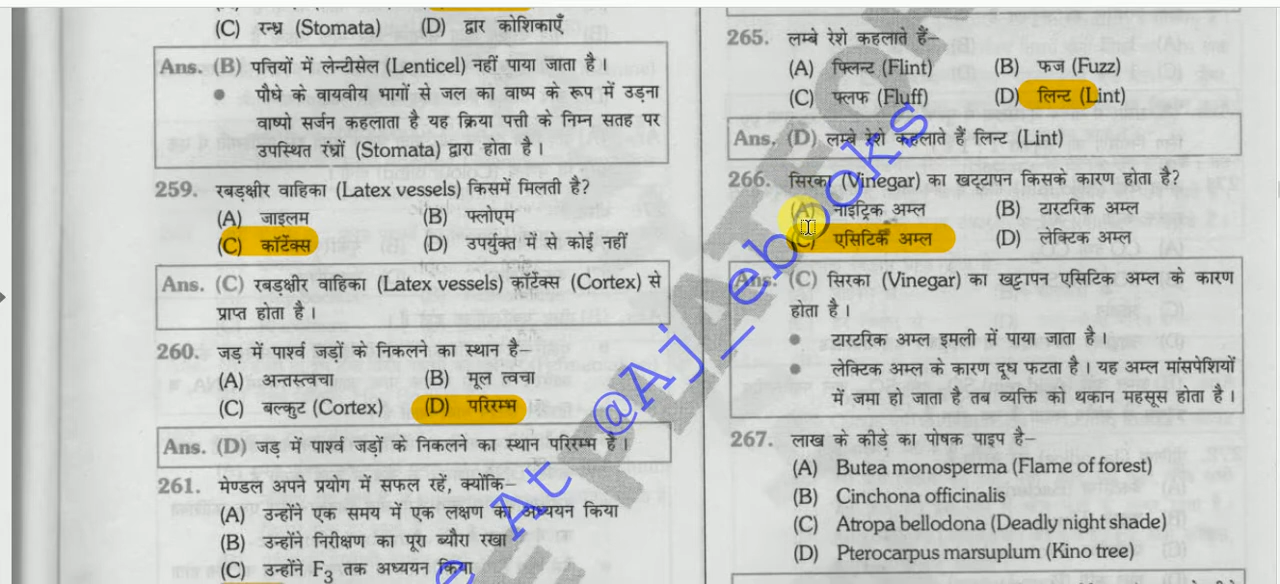 (C) रन्ध्र (Stomata) (D) द्वार कोशिकाएँ
Ans. (B) पत्तियों में लेन्टीसेल (Lenticel) नहीं पाया जाता है।
● पौधे के वायवीय भागों से जल का वाष्प के रूप में उड़ना
वाष्पो सर्जन कहलाता है यह क्रिया पत्ती के निम्न सतह पर
उपस्थित रंध्रों (Stomata) द्वारा होता है।
259. रबड़क्षीर वाहिका (Latex vessels) किसमें मिलती है?
(A) जाइलम (B) फ्लोएम
(C) कॉर्टेक्स (D) उपर्युक्त में से कोई नहीं
Ans. (C) रबड़क्षीर वाहिका (Latex vessels) कॉर्टेक्स (Cortex) से
प्राप्त होता है।
260. जड़ में पार्श्व जड़ों के निकलने का स्थान है–
(A) अन्तस्त्वचा (B) मूल त्वचा
(C) बल्कुट (Cortex) (D) परिरम्भ
Ans. (D) जड़ में पार्श्व जड़ों के निकलने का स्थान परिरम्भ है।
261. मेण्डल अपने प्रयोग में सफल रहें, क्योंकि–
(A) उन्होंने एक समय में एक लक्षण का अध्ययन किया
(B) उन्होंने निरीक्षण का पूरा ब्यौरा रखा
(C) उन्होंने F3 तक अध्ययन किया
265. लम्बे रेशे कहलाते हैं–
(A) फ्लिन्ट (Flint) (B) फज (Fuzz)
(C) फ्लफ (Fluff) (D) लिन्ट (Lint)
Ans. (D) लम्बे रेशे कहलाते हैं लिन्ट (Lint)
266. सिरका (Vinegar) का खट्टापन किसके कारण होता है?
(A) नाइट्रिक अम्ल (B) टारटरिक अम्ल
(C) एसिटिक अम्ल (D) लेक्टिक अम्ल
Ans. (C) सिरका (Vinegar) का खट्टापन एसिटिक अम्ल के कारण
होता है।
● टारटरिक अम्ल इमली में पाया जाता है।
● लेक्टिक अम्ल के कारण दूध फटता है। यह अम्ल मांसपेशियों
में जमा हो जाता है तब व्यक्ति को थकान महसूस होता है।
267. लाख के कीड़े का पोषक पाइप है–
(A) Butea monosperma (Flame of forest)
(B) Cinchona officinalis
(C) Atropa bellodona (Deadly night shade)
(D) Pterocarpus marsuplum (Kino tree)
At @Aj_ebooks